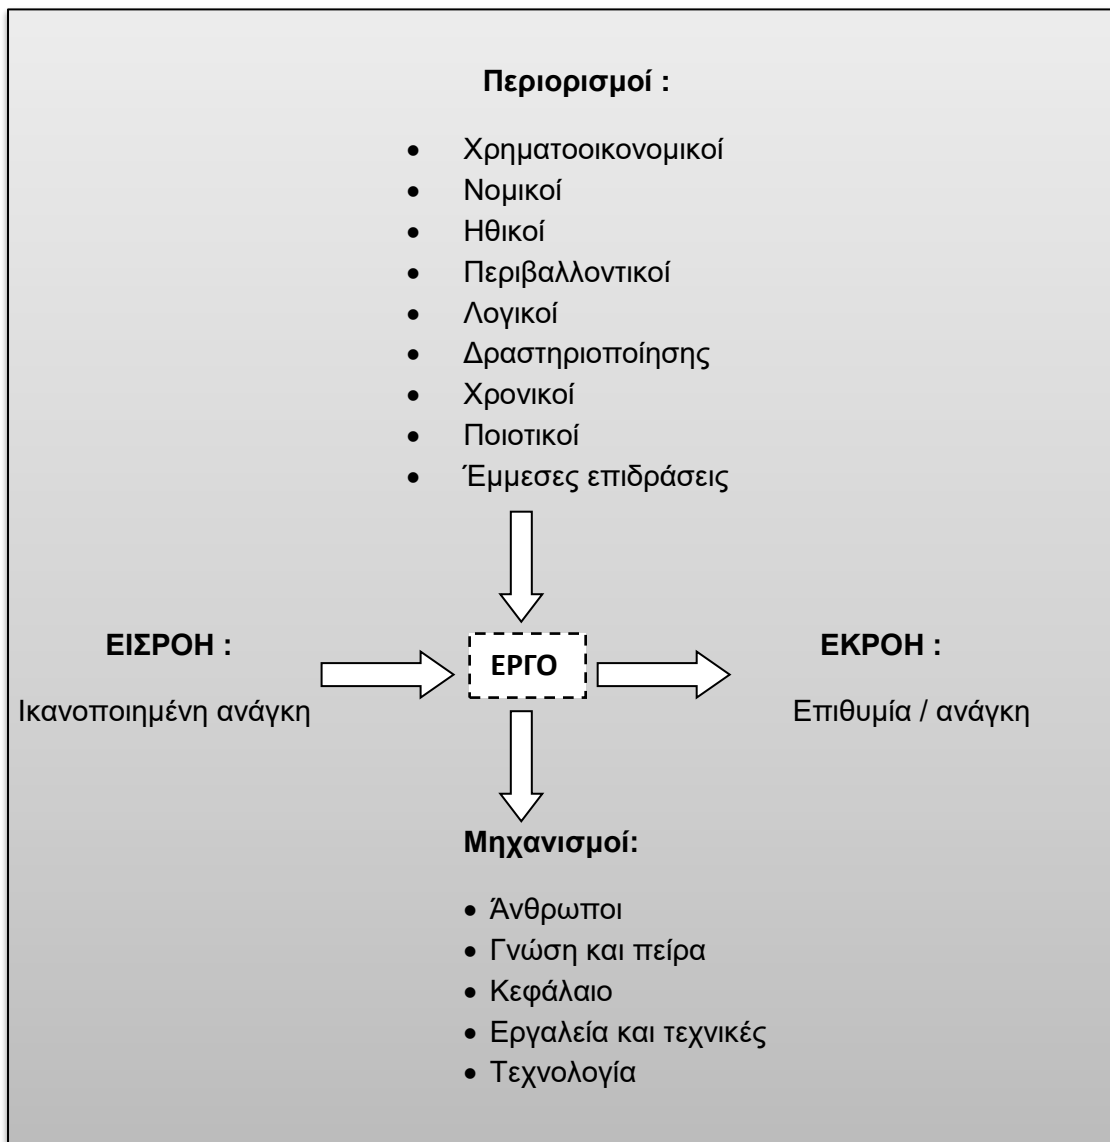 Περιορισμοί :
• Χρηματοοικονομικοί
• Νομικοί
• Ηθικοί
• Περιβαλλοντικοί
• Λογικοί
• Δραστηριοποίησης
• Χρονικοί
• Ποιοτικοί
• Έμμεσες επιδράσεις
ΕΙΣΡΟΗ :
Ικανοποιημένη ανάγκη
ΕΡΓΟ
ΕΚΡΟΗ :
Επιθυμία / ανάγκη
Μηχανισμοί:
• Άνθρωποι
• Γνώση και πείρα
• Κεφάλαιο
• Εργαλεία και τεχνικές
• Τεχνολογία